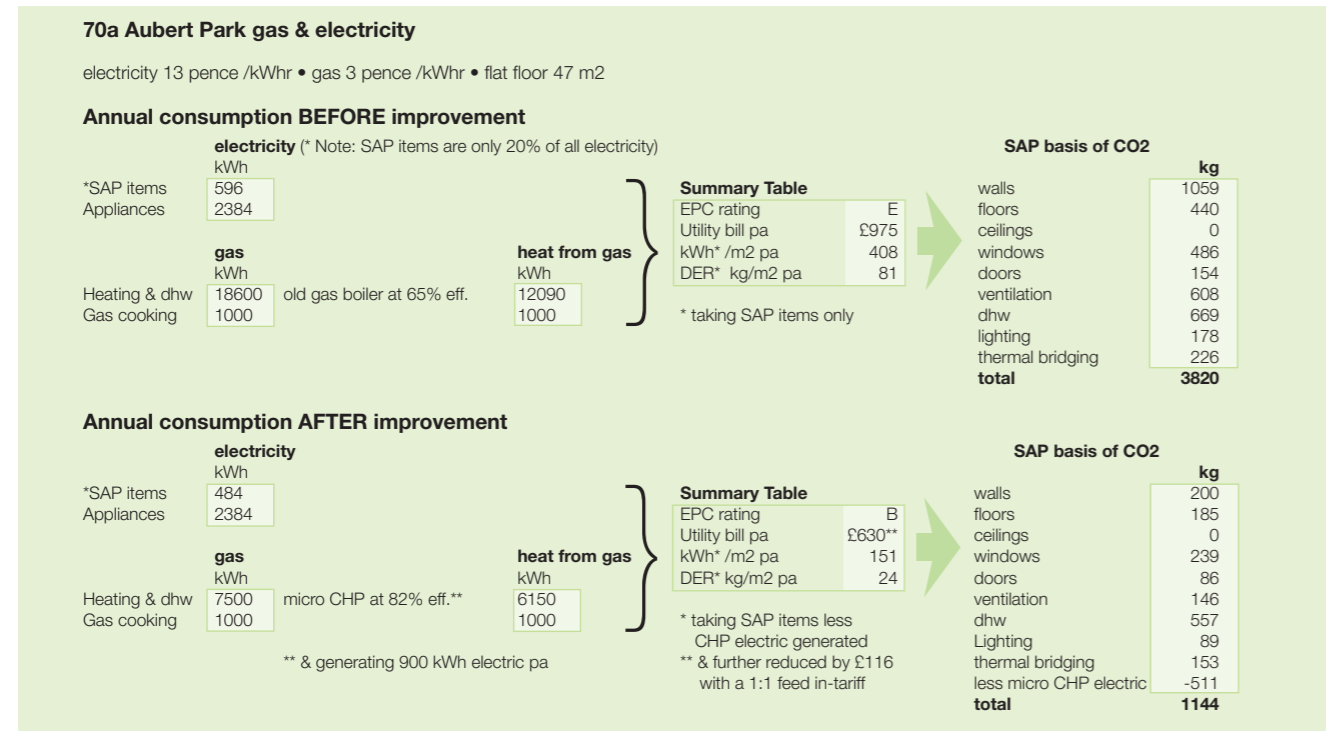 70a Aubert Park gas & electricity
electricity 13 pence /kWhr • gas 3 pence /kWhr • flat floor 47 m2
Annual consumption BEFORE improvement
electricity (* Note: SAP items are only 20% of all electricity)
kWh
*SAP items 596
Appliances 2384
gas
kWh
Heating & dhw 18600 old gas boiler at 65% eff.
Gas cooking 1000
heat from gas
kWh
12090
1000
Summary Table
EPC rating E
Utility bill pa £975
kWh* /m2 pa 408
DER* kg/m2 pa 81
* taking SAP items only
SAP basis of CO2
kg
walls 1059
floors 440
ceilings 0
windows 486
doors 154
ventilation 608
dhw 669
lighting 178
thermal bridging 226
total 3820
Annual consumption AFTER improvement
electricity
kWh
*SAP items 484
Appliances 2384
gas
kWh
Heating & dhw 7500 micro CHP at 82% eff.**
Gas cooking 1000
** & generating 900 kWh electric pa
heat from gas
kWh
6150
1000
Summary Table
EPC rating B
Utility bill pa £630**
kWh* /m2 pa 151
DER* kg/m2 pa 24
* taking SAP items less
CHP electric generated
** & further reduced by £116
with a 1:1 feed in-tariff
SAP basis of CO2
kg
walls 200
floors 185
ceilings 0
windows 239
doors 86
ventilation 146
dhw 557
Lighting 89
thermal bridging 153
less micro CHP electric -511
total 1144